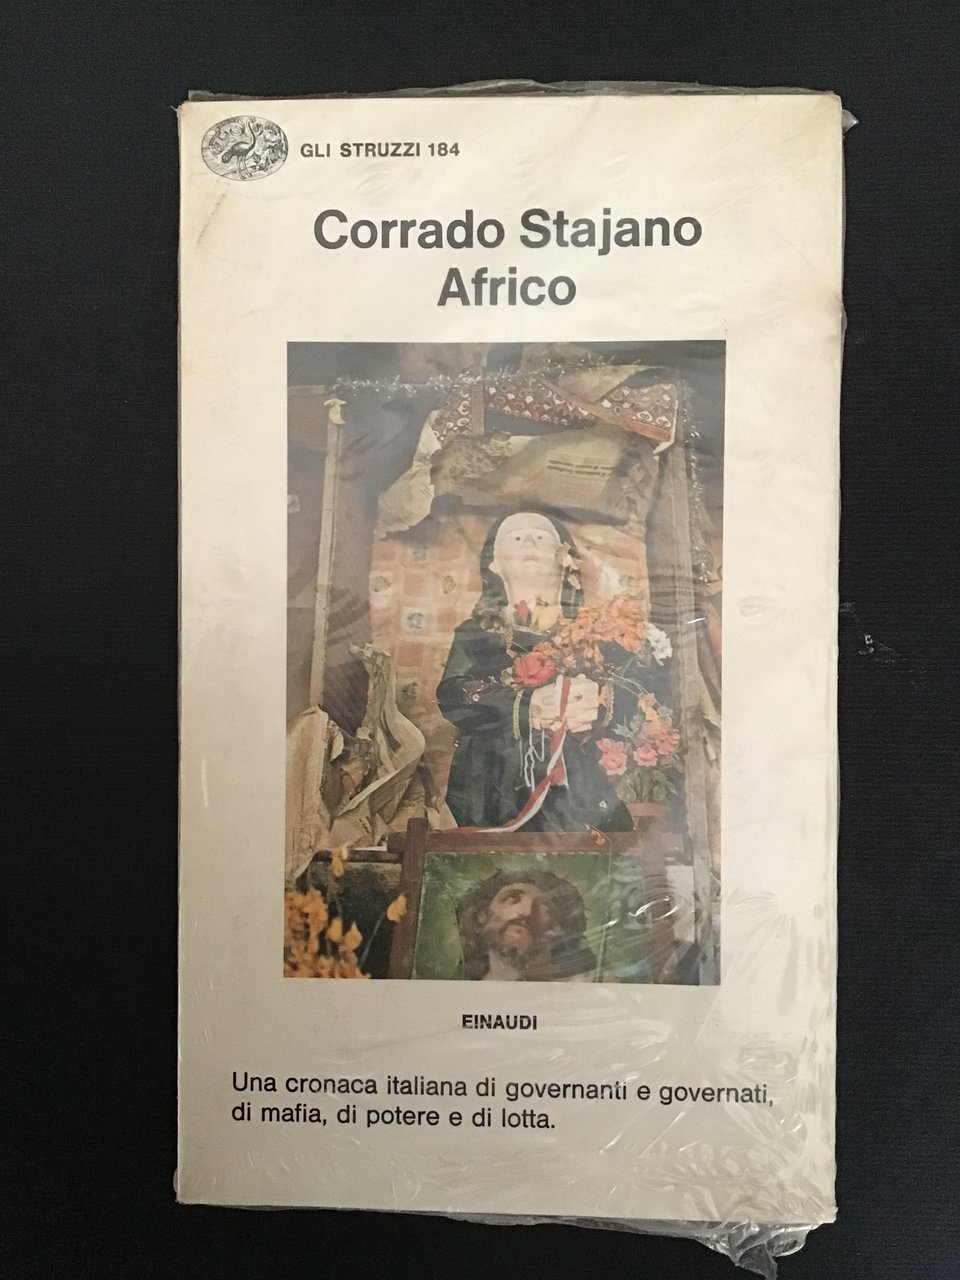 GLI STRUZZI 184
Corrado Stajano
Africo
EINAUDI
Una cronaca italiana di governanti e governati,
di mafia, di potere e di lotta.